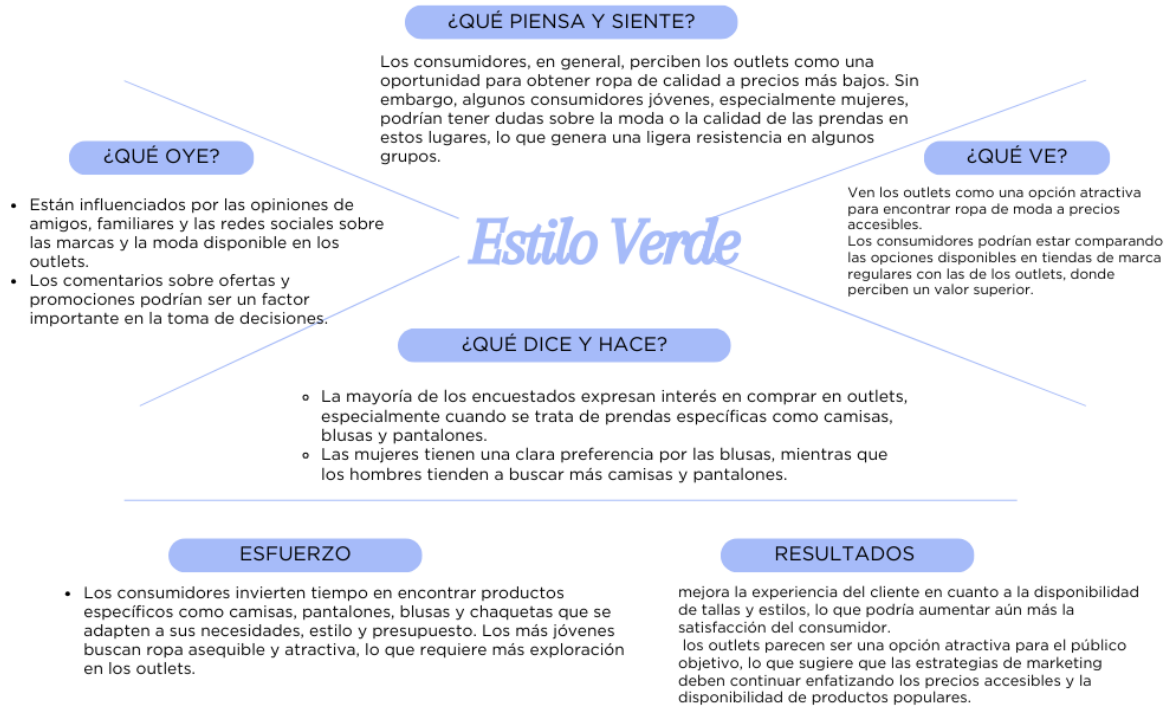 ¿QUÉ PIENSA Y SIENTE?
Los consumidores, en general, perciben los outlets como una
oportunidad para obtener ropa de calidad a precios más bajos. Sin
embargo, algunos consumidores jóvenes, especialmente mujeres,
podrían tener dudas sobre la moda o la calidad de las prendas en
estos lugares, lo que genera una ligera resistencia en algunos
grupos.
¿QUÉ OYE?
• Están influenciados por las opiniones de
amigos, familiares y las redes sociales sobre
las marcas y la moda disponible en los
outlets.
• Los comentarios sobre ofertas y
promociones podrían ser un factor
importante en la toma de decisiones.
Estilo Verde
¿QUÉ VE?
Ven los outlets como una opción atractiva
para encontrar ropa de moda a precios
accesibles.
Los consumidores podrían estar comparando
las opciones disponibles en tiendas de marca
regulares con las de los outlets, donde
perciben un valor superior.
¿QUÉ DICE Y HACE?
◦ La mayoría de los encuestados expresan interés en comprar en outlets,
especialmente cuando se trata de prendas específicas como camisas,
blusas y pantalones.
◦ Las mujeres tienen una clara preferencia por las blusas, mientras que
los hombres tienden a buscar más camisas y pantalones.
ESFUERZO
• Los consumidores invierten tiempo en encontrar productos
específicos como camisas, pantalones, blusas y chaquetas que se
adapten a sus necesidades, estilo y presupuesto. Los más jóvenes
buscan ropa asequible y atractiva, lo que requiere más exploración
en los outlets.
RESULTADOS
mejora la experiencia del cliente en cuanto a la disponibilidad
de tallas y estilos, lo que podría aumentar aún más la
satisfacción del consumidor.
los outlets parecen ser una opción atractiva para el público
objetivo, lo que sugiere que las estrategias de marketing
deben continuar enfatizando los precios accesibles y la
disponibilidad de productos populares.